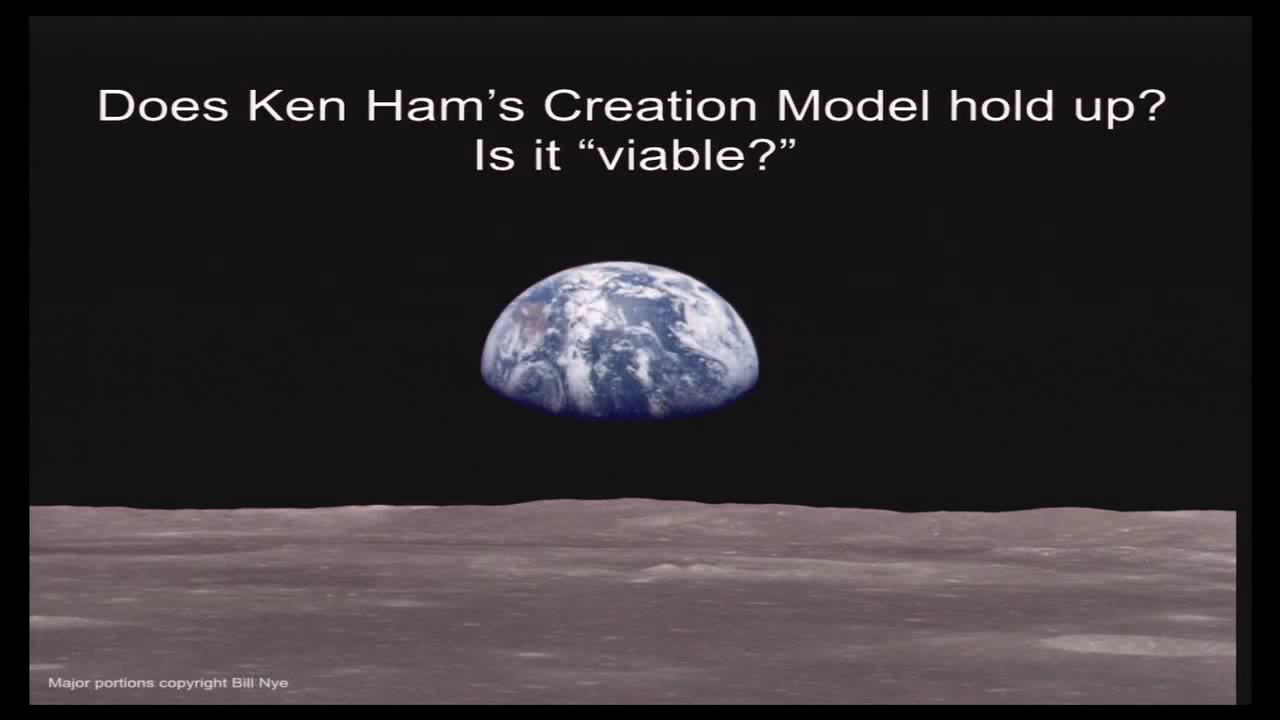 Does Ken Ham’s Creation Model hold up?
Is it “viable?”
Major portions copyright Bill Nye